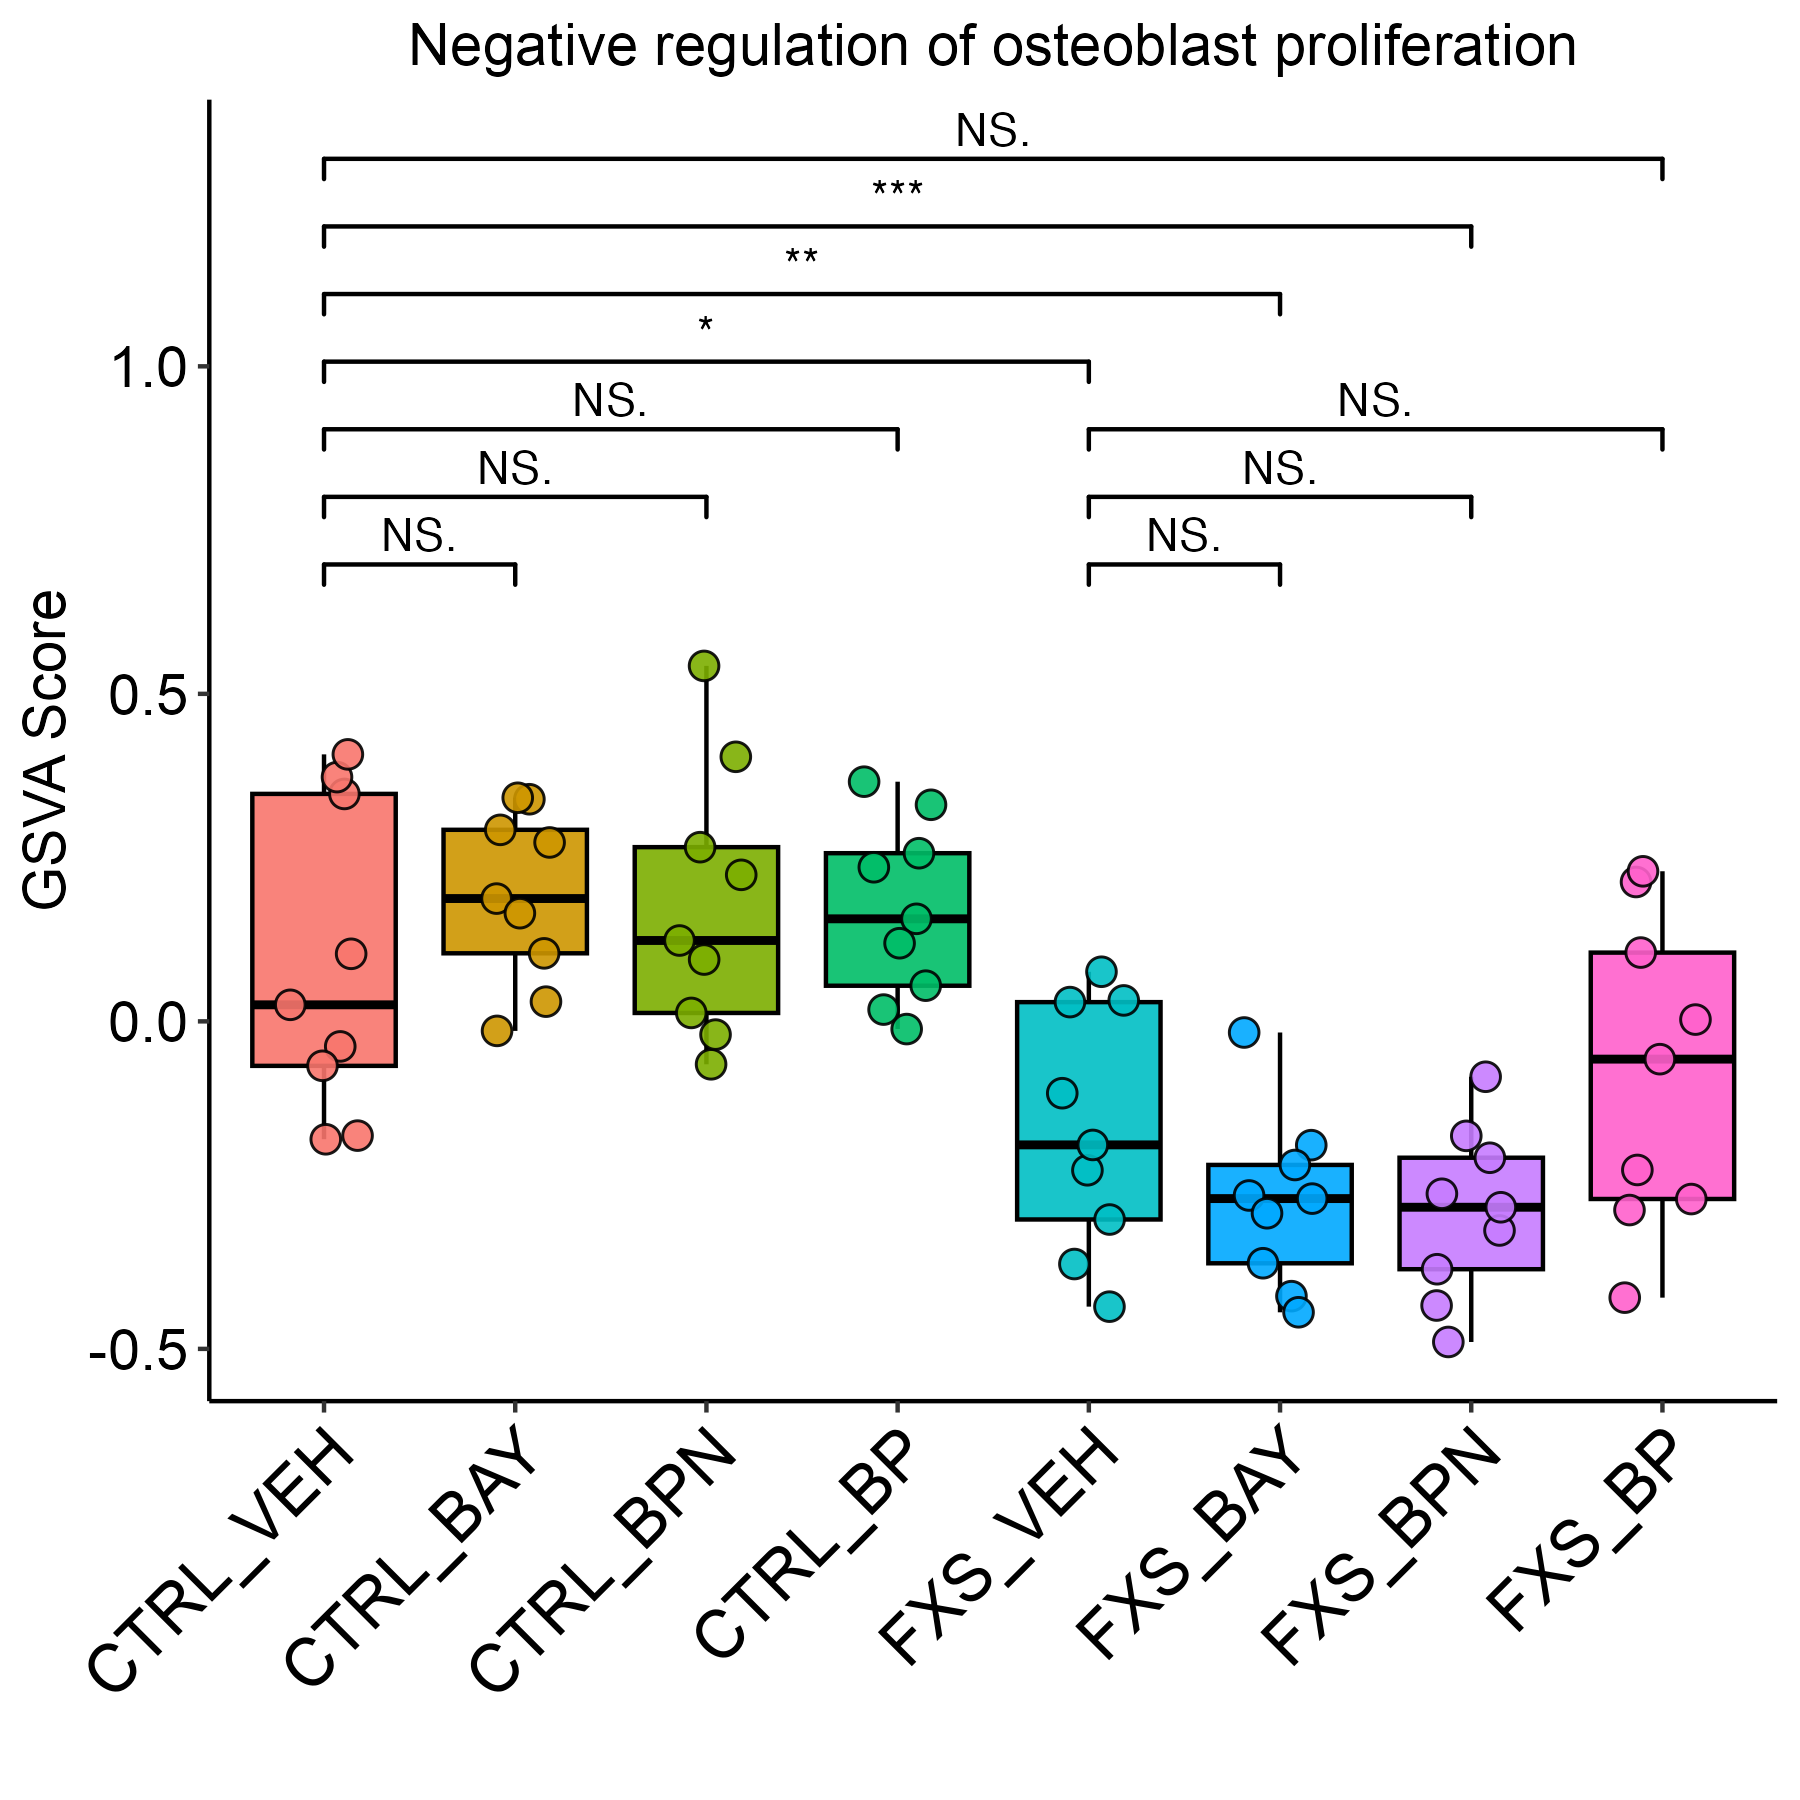 Negative regulation of osteoblast proliferation
NS.
***
**
*
NS.
NS.
NS.
NS.
NS.
NS.
GSVA Score
1.0
0.5
0.0
-0.5
CTRL_VEH
CTRL_BAY
CTRL_BPN
CTRL_BP
FXS_VEH
FXS_BAY
FXS_BPN
FXS_BP